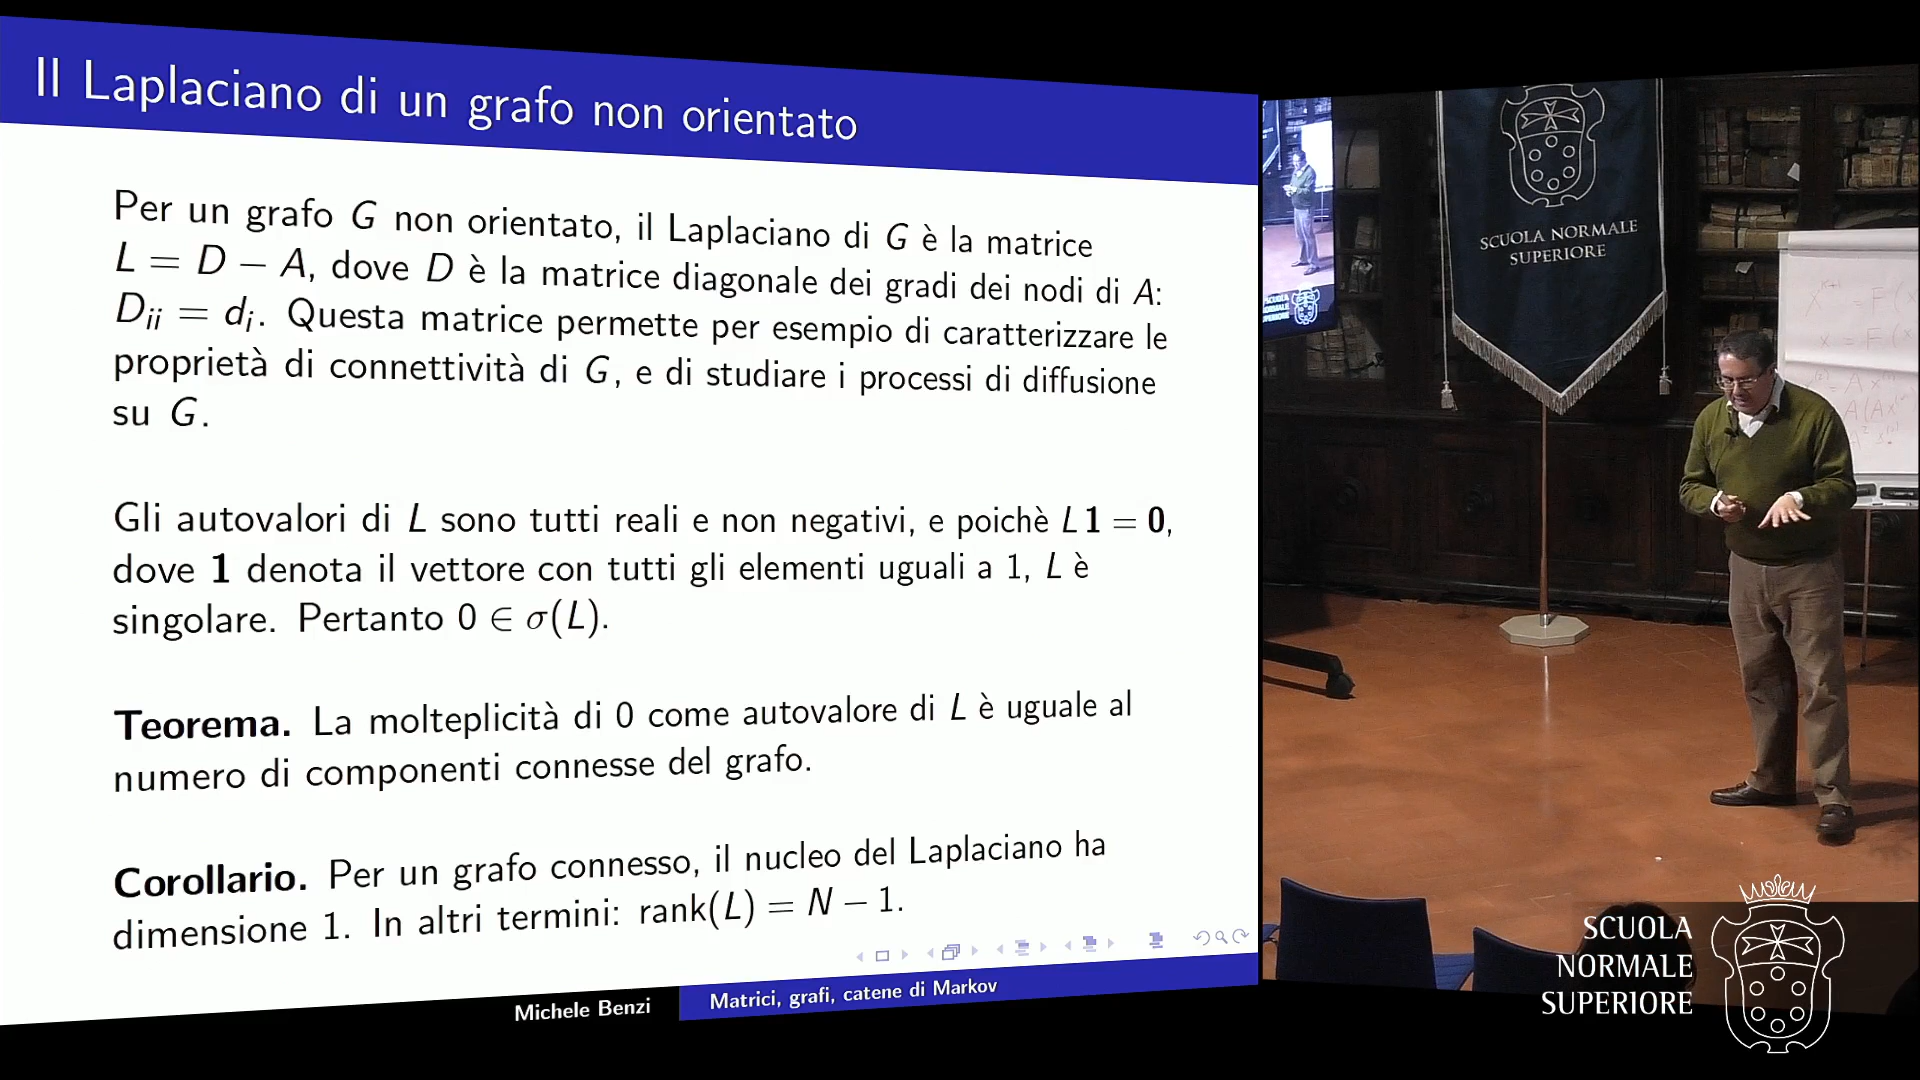 Il Laplaciano di un grafo non orientato
Per un grafo G non orientato, il Laplaciano di G è la matrice
L = D − A, dove D è la matrice diagonale dei gradi dei nodi di A:
Dᵢᵢ = dᵢ. Questa matrice permette per esempio di caratterizzare le
proprietà di connettività di G, e di studiare i processi di diffusione
su G.
Gli autovalori di L sono tutti reali e non negativi, e poichè L1 = 0,
dove 1 denota il vettore con tutti gli elementi uguali a 1, L è
singolare. Pertanto 0 ∈ σ(L).
Teorema. La molteplicità di 0 come autovalore di L è uguale al
numero di componenti connesse del grafo.
Corollario. Per un grafo connesso, il nucleo del Laplaciano ha
dimensione 1. In altri termini: rank(L) = N − 1.
Michele Benzi
Matrici, grafi, catene di Markov
SCUOLA NORMALE
SUPERIORE
SCUOLA
NORMALE
SUPERIORE